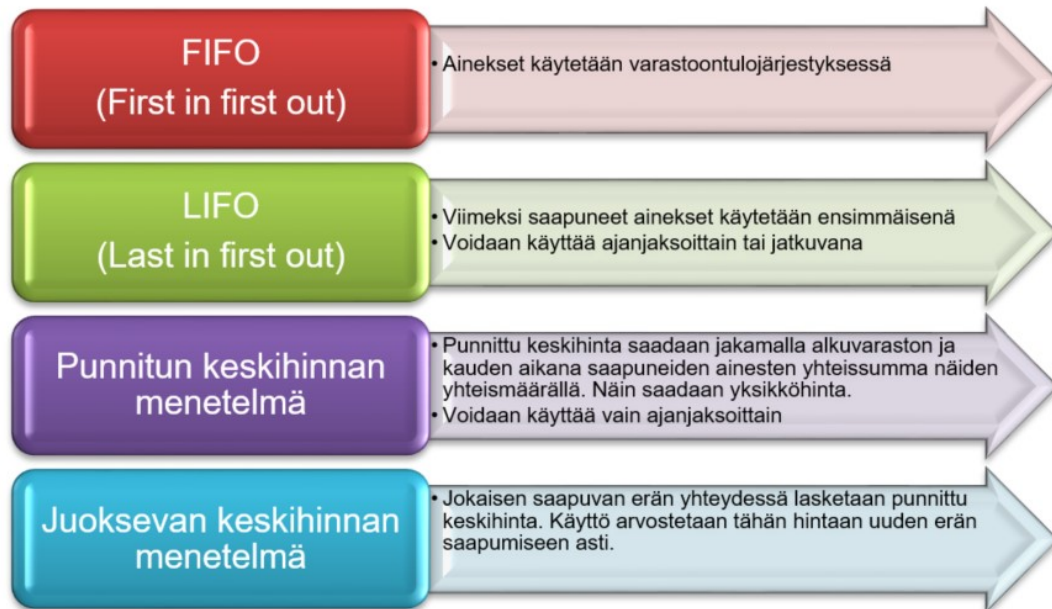 FIFO
(First in first out)
• Ainekset käytetään varastoontulojärjestyksessä
LIFO
(Last in first out)
• Viimeksi saapuneet ainekset käytetään ensimmäisenä
• Voidaan käyttää ajanjaksoittain tai jatkuvana
Punnitun keskihinnan
menetelmä
• Punnittu keskihinta saadaan jakamalla alkuvaraston ja
kauden aikana saapuneiden ainesten yhteissumma näiden
yhteismäärällä. Näin saadaan yksikköhinta.
• Voidaan käyttää vain ajanjaksoittain
Juoksevan keskihinnan
menetelmä
• Jokaisen saapuvan erän yhteydessä lasketaan punnittu
keskihinta. Käyttö arvostetaan tähän hintaan uuden erän
saapumiseen asti.